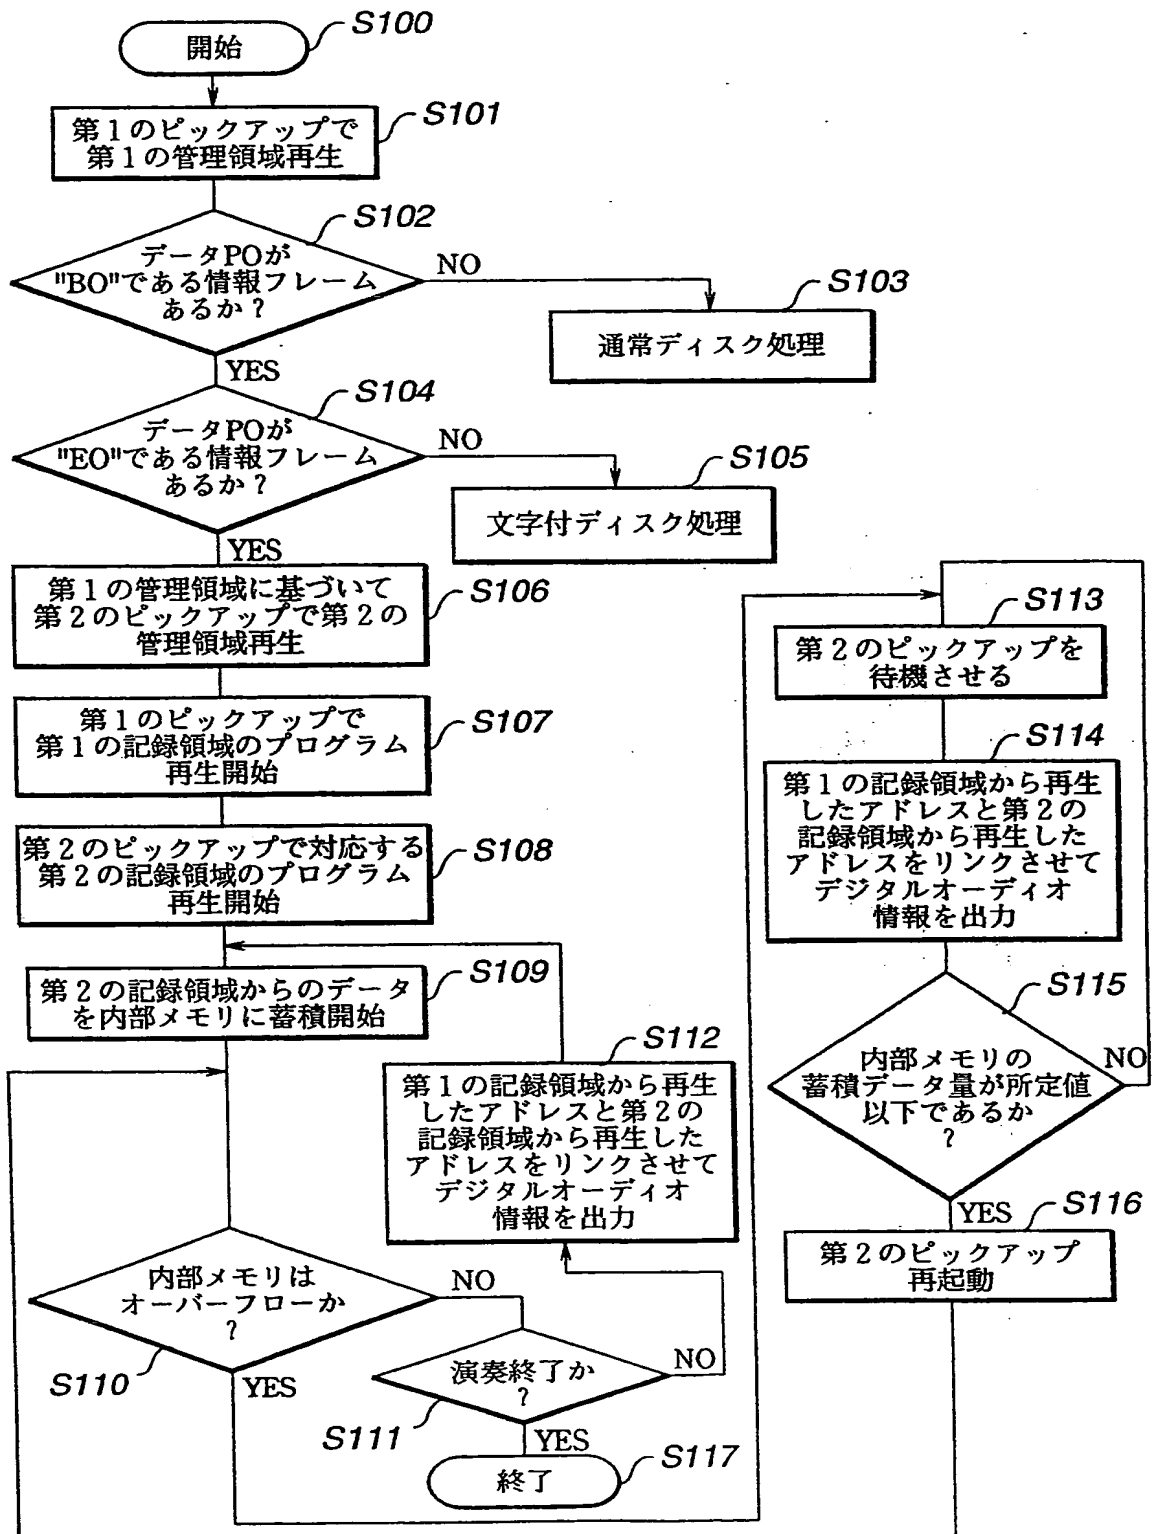 開始
S100
第1のピックアップで
第1の管理領域再生
S101
データPOが
"BO"である情報フレーム
あるか?
S102
NO
YES
通常ディスク処理
S103
データPOが
"EO"である情報フレーム
あるか?
S104
NO
YES
文字付ディスク処理
S105
第1の管理領域に基づいて
第2のピックアップで第2の
管理領域再生
S106
第1のピックアップで
第1の記録領域のプログラム
再生開始
S107
第2のピックアップで対応する
第2の記録領域のプログラム
再生開始
S108
第2の記録領域からのデータ
を内部メモリに蓄積開始
S109
内部メモリは
オーバーフローか
?
S110
NO
YES
演奏終了か
?
S111
NO
YES
第1の記録領域から再生
したアドレスと第2の
記録領域から再生した
アドレスをリンクさせて
デジタルオーディオ
情報を出力
S112
終了
S117
第2のピックアップを
待機させる
S113
第1の記録領域から再生
したアドレスと第2の
記録領域から再生した
アドレスをリンクさせて
デジタルオーディオ
情報を出力
S114
内部メモリの
蓄積データ量が所定値
以下であるか
?
S115
NO
YES
第2のピックアップ
再起動
S116